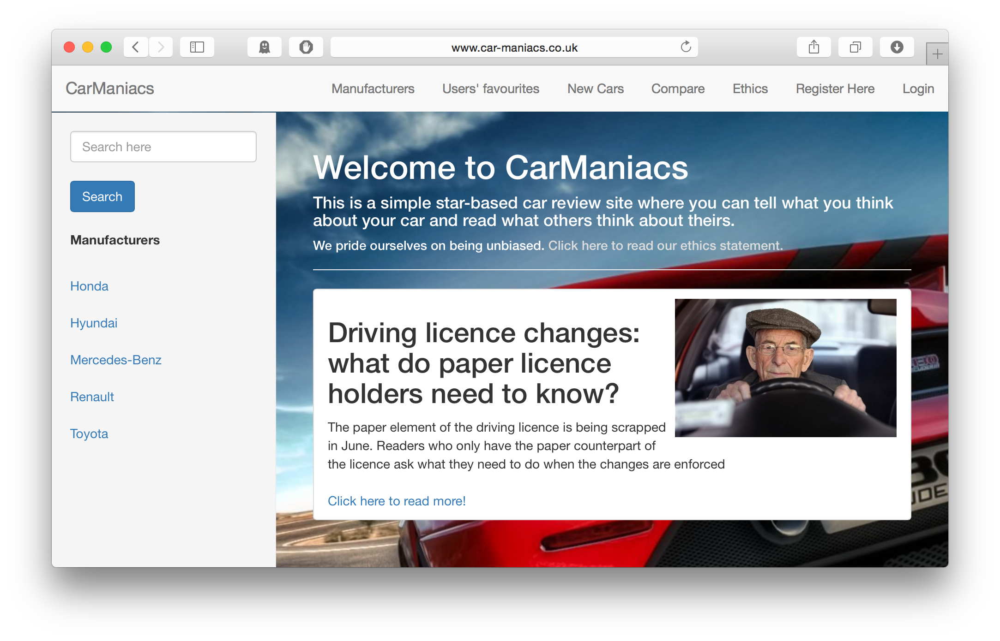 www.car-maniacs.co.uk
CarManiacs
Manufacturers
Users' favourites
New Cars
Compare
Ethics
Register Here
Login
Search here
Search
Manufacturers
Honda
Hyundai
Mercedes-Benz
Renault
Toyota
Welcome to CarManiacs
This is a simple star-based car review site where you can tell what you think
about your car and read what others think about theirs.
We pride ourselves on being unbiased. Click here to read our ethics statement.
Driving licence changes:
what do paper licence
holders need to know?
The paper element of the driving licence is being scrapped
in June. Readers who only have the paper counterpart of
the licence ask what they need to do when the changes are enforced
Click here to read more!